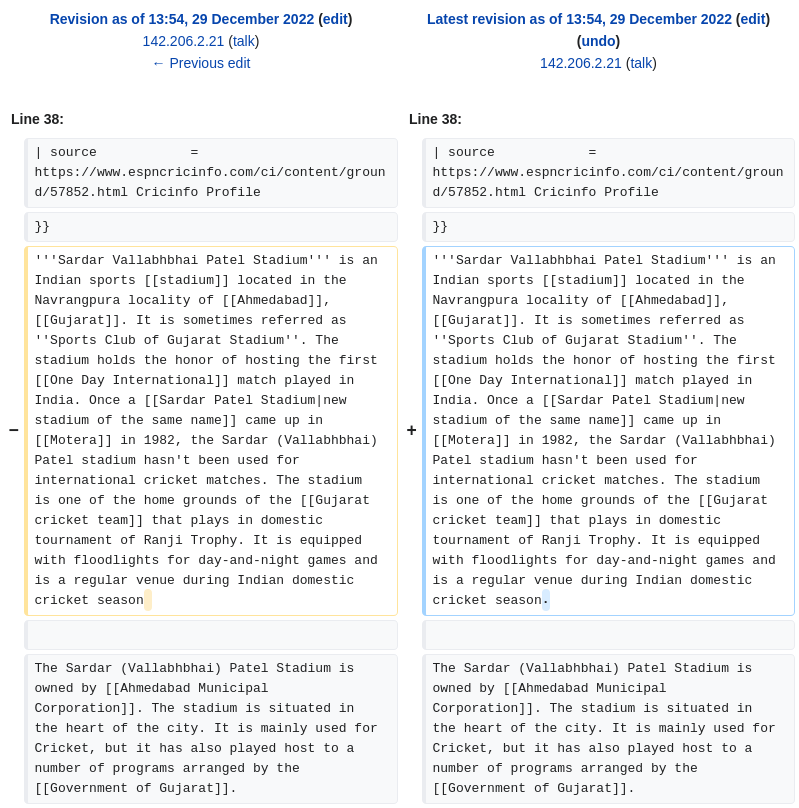 Revision as of 13:54, 29 December 2022 (edit)
142.206.2.21 (talk)
← Previous edit
Latest revision as of 13:54, 29 December 2022 (edit)
(undo)
142.206.2.21 (talk)
Line 38:
| source            =
https://www.espncricinfo.com/ci/content/groun
d/57852.html Cricinfo Profile
}}
−
'''Sardar Vallabhbhai Patel Stadium''' is an
Indian sports [[stadium]] located in the
Navrangpura locality of [[Ahmedabad]],
[[Gujarat]]. It is sometimes referred as
''Sports Club of Gujarat Stadium''. The
stadium holds the honor of hosting the first
[[One Day International]] match played in
India. Once a [[Sardar Patel Stadium|new
stadium of the same name]] came up in
[[Motera]] in 1982, the Sardar (Vallabhbhai)
Patel stadium hasn't been used for
international cricket matches. The stadium
is one of the home grounds of the [[Gujarat
cricket team]] that plays in domestic
tournament of Ranji Trophy. It is equipped
with floodlights for day-and-night games and
is a regular venue during Indian domestic
cricket season
The Sardar (Vallabhbhai) Patel Stadium is
owned by [[Ahmedabad Municipal
Corporation]]. The stadium is situated in
the heart of the city. It is mainly used for
Cricket, but it has also played host to a
number of programs arranged by the
[[Government of Gujarat]].
Line 38:
| source            =
https://www.espncricinfo.com/ci/content/groun
d/57852.html Cricinfo Profile
}}
+
'''Sardar Vallabhbhai Patel Stadium''' is an
Indian sports [[stadium]] located in the
Navrangpura locality of [[Ahmedabad]],
[[Gujarat]]. It is sometimes referred as
''Sports Club of Gujarat Stadium''. The
stadium holds the honor of hosting the first
[[One Day International]] match played in
India. Once a [[Sardar Patel Stadium|new
stadium of the same name]] came up in
[[Motera]] in 1982, the Sardar (Vallabhbhai)
Patel stadium hasn't been used for
international cricket matches. The stadium
is one of the home grounds of the [[Gujarat
cricket team]] that plays in domestic
tournament of Ranji Trophy. It is equipped
with floodlights for day-and-night games and
is a regular venue during Indian domestic
cricket season.
The Sardar (Vallabhbhai) Patel Stadium is
owned by [[Ahmedabad Municipal
Corporation]]. The stadium is situated in
the heart of the city. It is mainly used for
Cricket, but it has also played host to a
number of programs arranged by the
[[Government of Gujarat]].